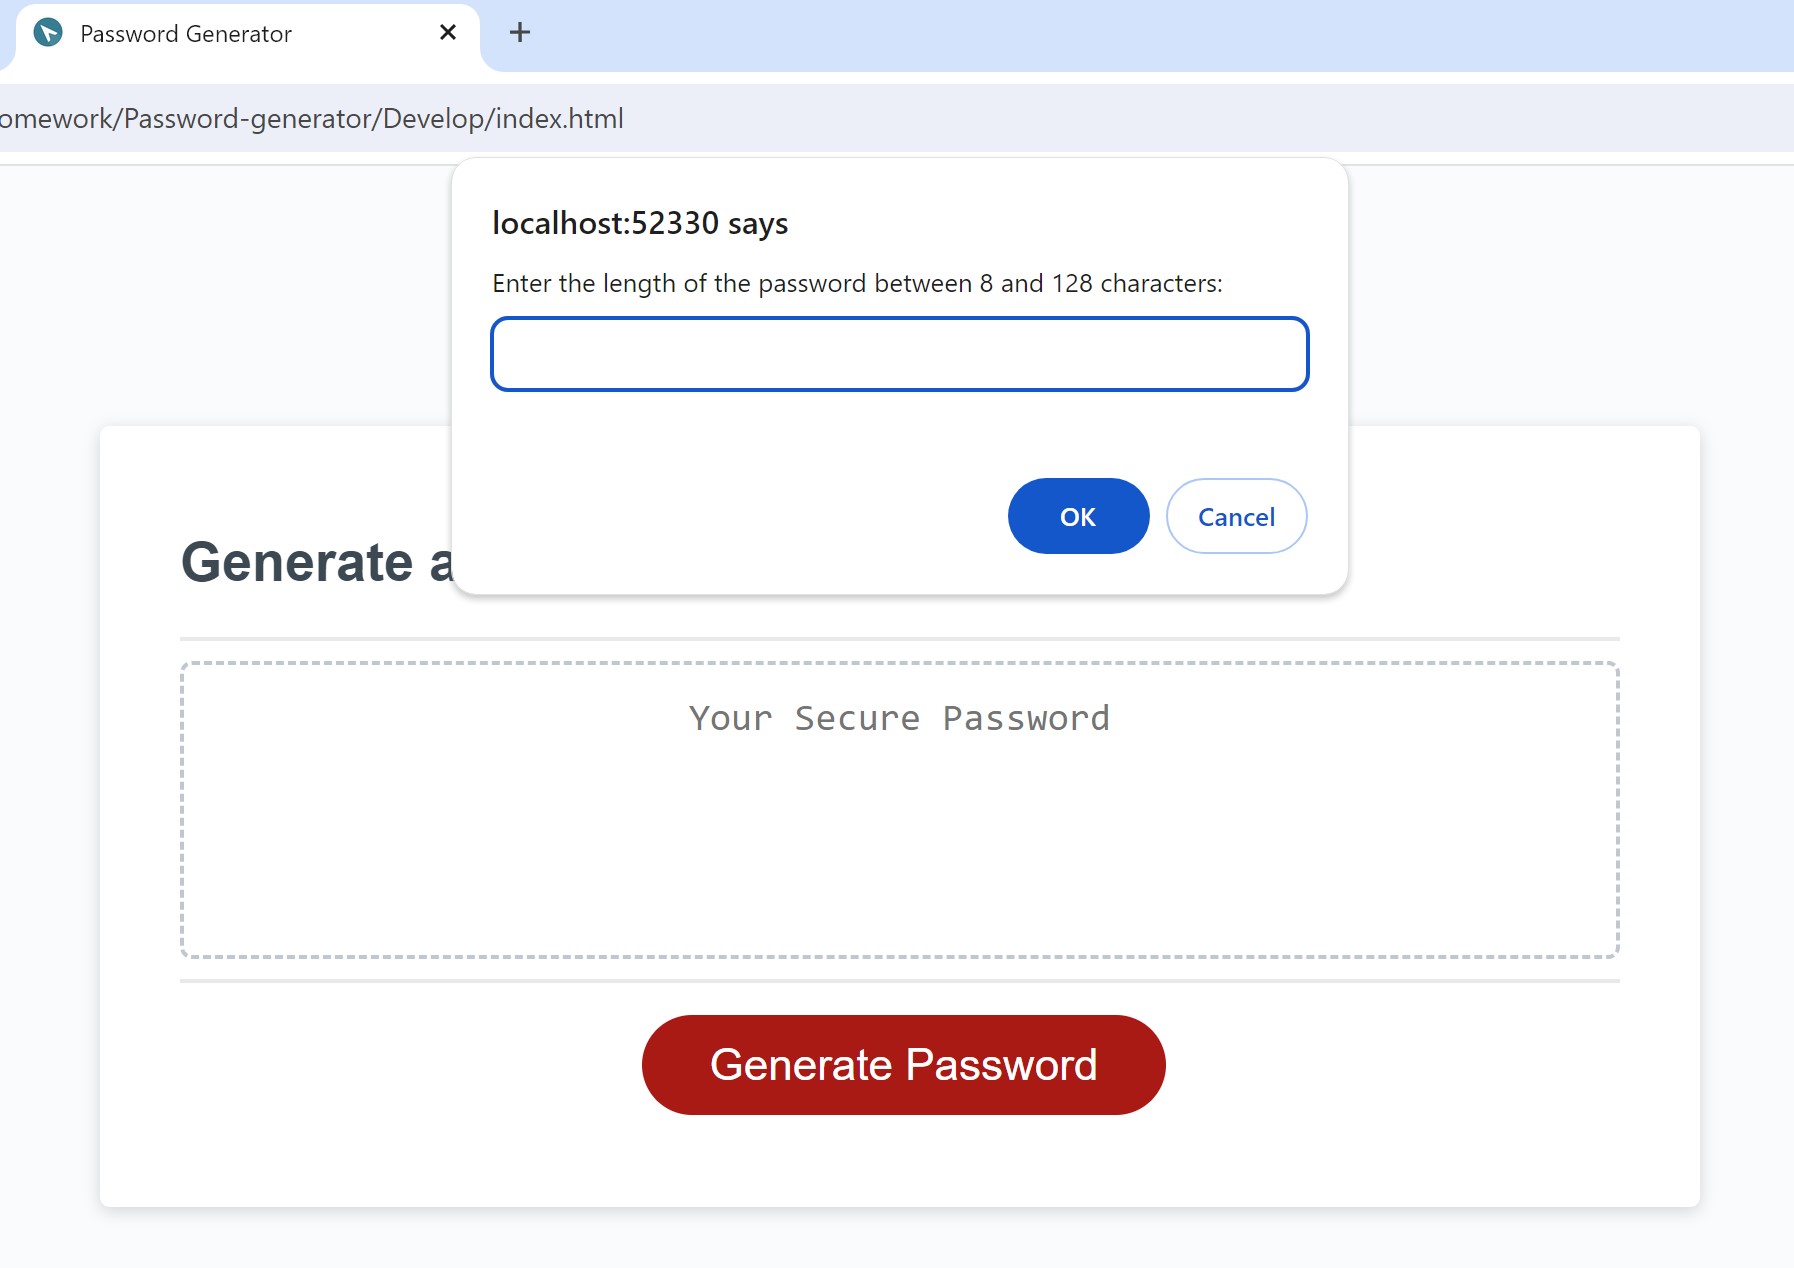 Password Generator
omework/Password-generator/Develop/index.html
localhost:52330 says
Enter the length of the password between 8 and 128 characters:
OK
Cancel
Generate a
Your Secure Password
Generate Password